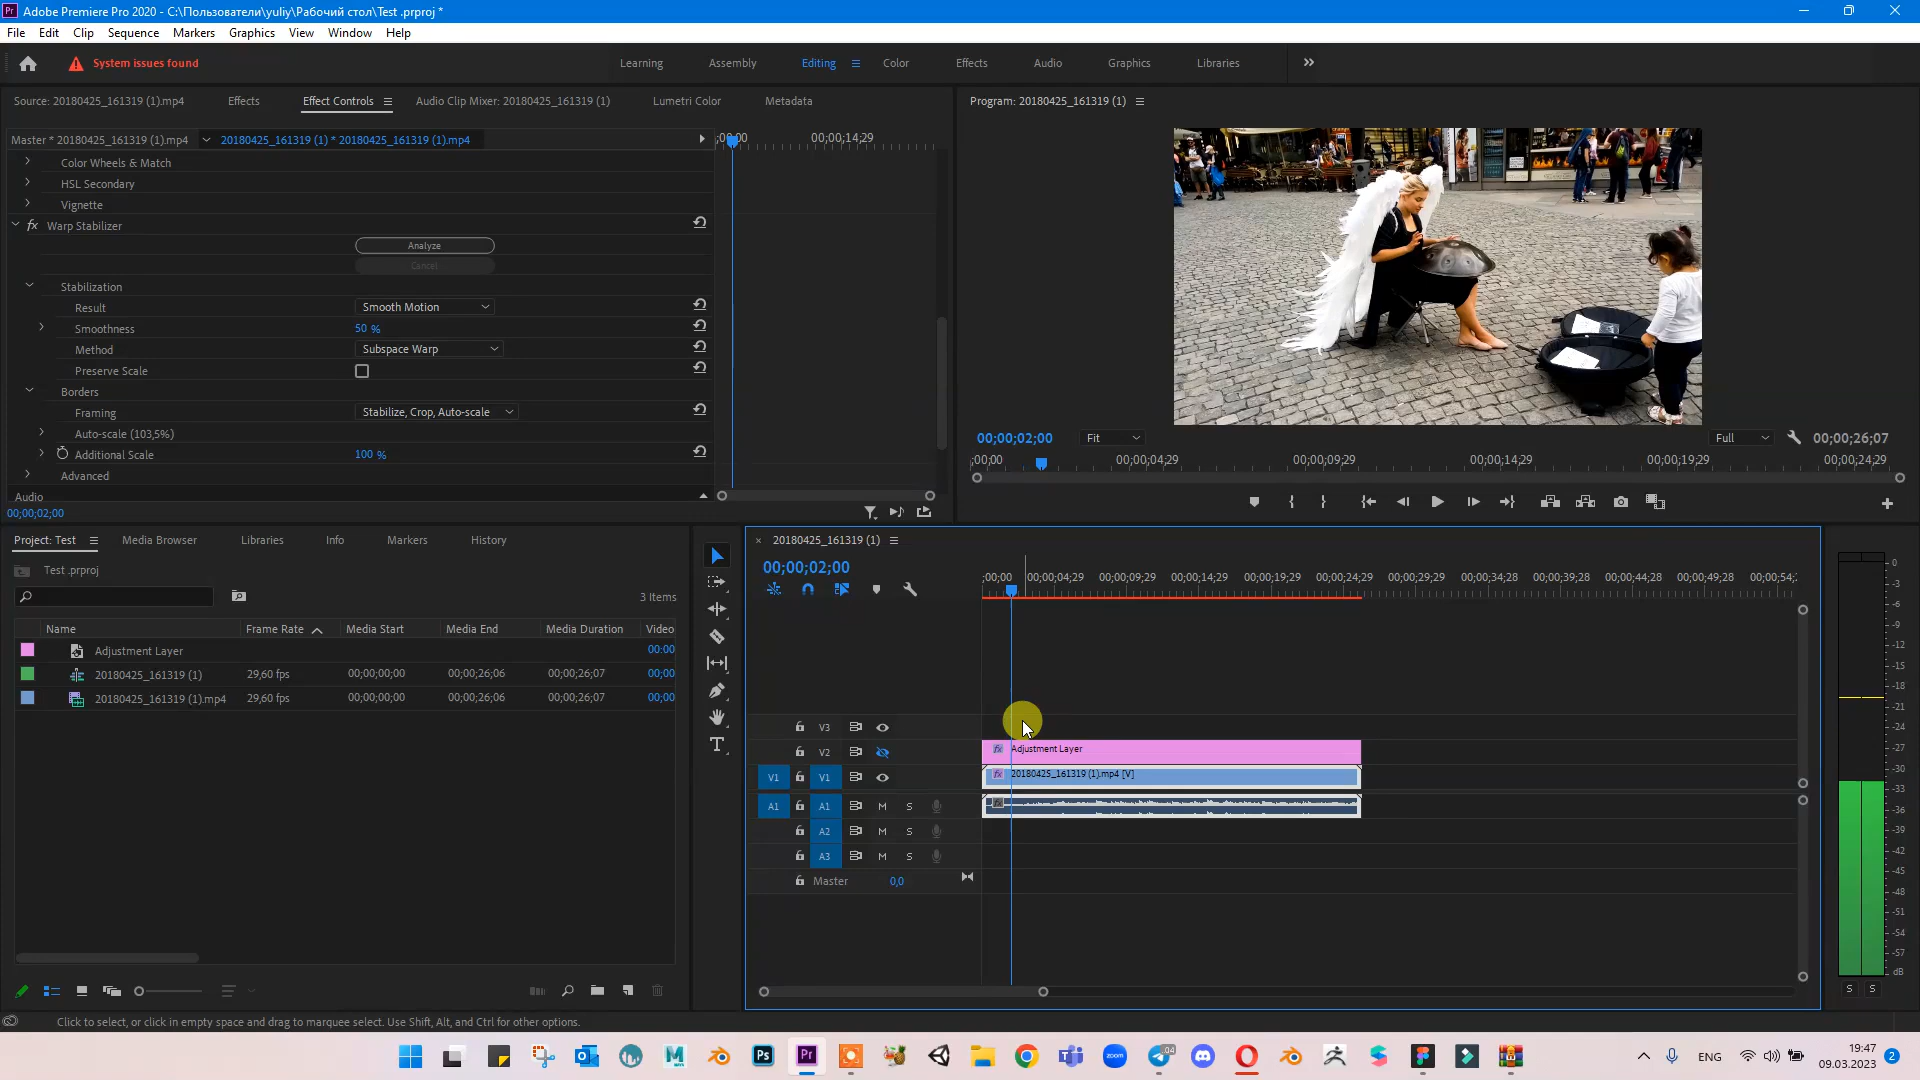 Adobe Premiere Pro 2020 - C:\Пользователи\yuliy\Рабочий стол\Test .prproj *
File Edit Clip Sequence Markers Graphics View Window Help
System issues found
Learning Assembly Editing Color Effects Audio Graphics Libraries
Source: 20180425_161319 (1).mp4 Effects Effect Controls Audio Clip Mixer: 20180425_161319 (1) Lumetri Color Metadata
Program: 20180425_161319 (1)
Master * 20180425_161319 (1).mp4 20180425_161319 (1) * 20180425_161319 (1).mp4
;00;00 00;00;14;29
Color Wheels & Match
HSL Secondary
Vignette
fx Warp Stabilizer
Analyze
Cancel
Stabilization
Result Smooth Motion
Smoothness 50 %
Method Subspace Warp
Preserve Scale
Borders
Framing Stabilize, Crop, Auto-scale
Auto-scale (103,5%)
Additional Scale 100 %
Advanced
Audio
00;00;02;00
00;00;02;00 Fit Full 00;00;26;07
;00;00 00;00;04;29 00;00;09;29 00;00;14;29 00;00;19;29 00;00;24;29
Project: Test Media Browser Libraries Info Markers History
Test .prproj
3 Items
Name Frame Rate Media Start Media End Media Duration Video
Adjustment Layer 00:00
20180425_161319 (1) 29,60 fps 00;00;00;00 00;00;26;06 00;00;26;07 00;00
20180425_161319 (1).mp4 29,60 fps 00;00;00;00 00;00;26;06 00;00;26;07 00;00
20180425_161319 (1)
00;00;02;00
;00;00 00;00;04;29 00;00;09;29 00;00;14;29 00;00;19;29 00;00;24;29 00;00;29;29 00;00;34;28 00;00;39;28 00;00;44;28 00;00;49;28 00;00;54;
V3
V2 fx Adjustment Layer
V1 V1 fx 20180425_161319 (1).mp4 [V]
A1 A1 M S fx
A2 M S
A3 M S
Master 0,0
0
-3
-6
-9
-12
-15
-18
-21
-24
-27
-30
-33
-36
-39
-42
-45
-48
-51
-54
-57
dB
S S
Click to select, or click in empty space and drag to marquee select. Use Shift, Alt, and Ctrl for other options.
Ps Pr zoom 04
ENG
19:47
09.03.2023
2